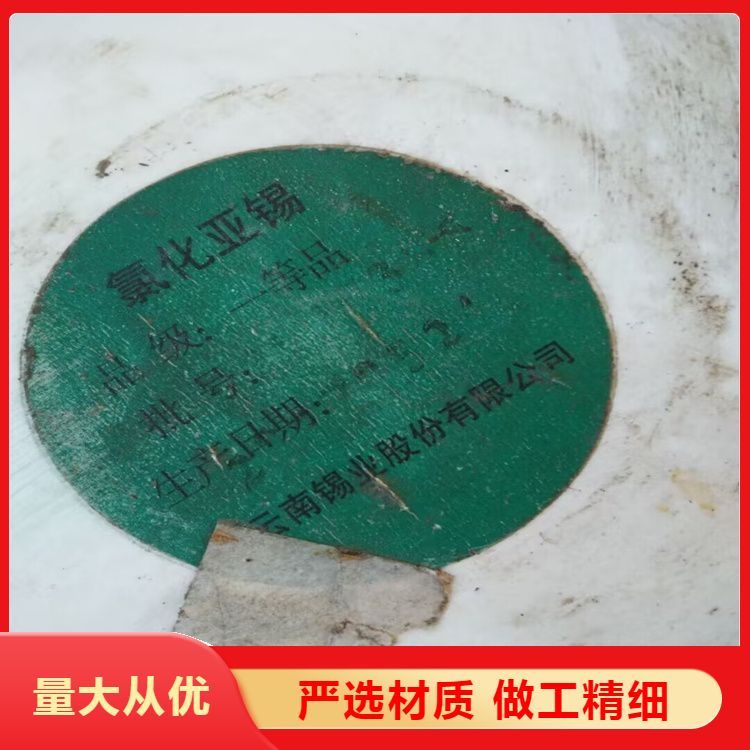 氯化亚锡
品级：一等品
批号：
生产日期：
云南锡业股份有限公司
量大从优
严选材质 做工精细